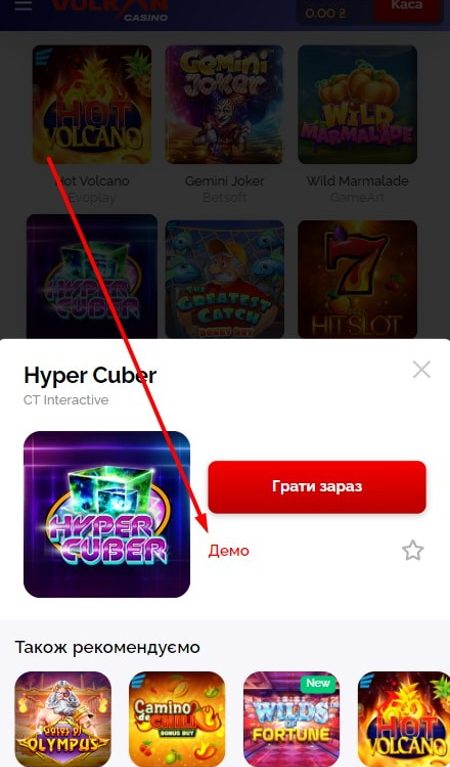 VULKAN
CASINO
0.00 ₴
Каса
HOT
VOLCANO
Gemini
Joker
WILD
MARMALADE
Hot Volcano
Gemini Joker
Wild Marmalade
Evoplay
Betsoft
GameArt
HYPER
CUBER
THE
GREATEST
CATCH
BONUS BUY
7
HIT SLOT
Hyper Cuber
CT Interactive
HYPER
CUBER
Грати зараз
Демо
Також рекомендуємо
Gates of
OLYMPUS
Camino
de CHILI
BONUS BUY
New
WILDS
OF
FORTUNE
HOT
VOLCANO